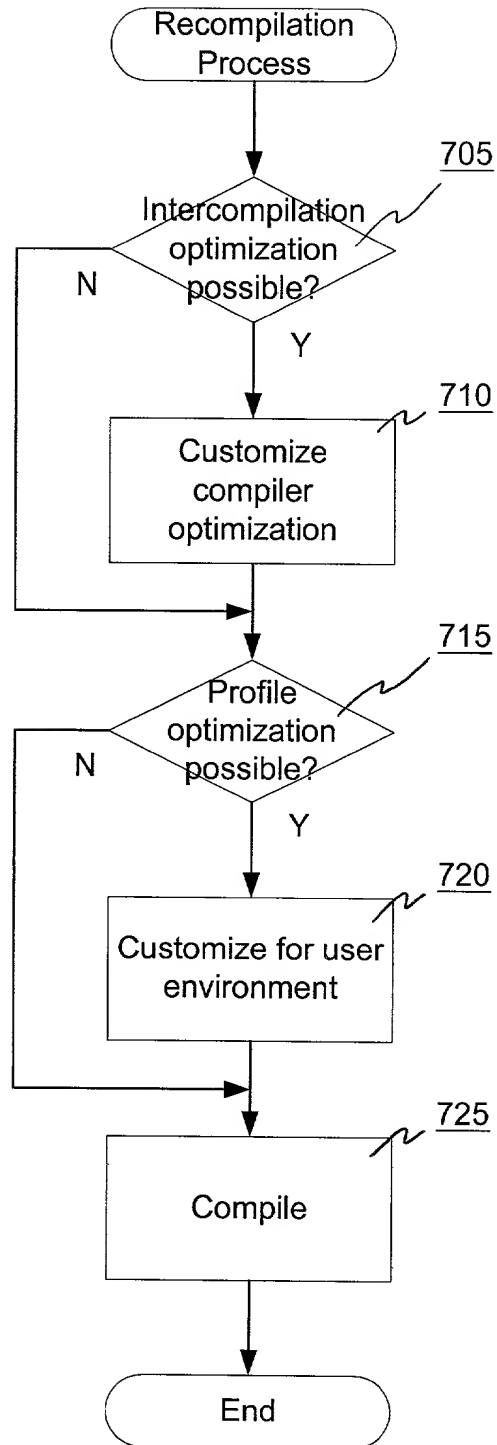 Recompilation
Process
705
Intercompilation
optimization
possible?
N
Y
710
Customize
compiler
optimization
715
Profile
optimization
possible?
N
Y
720
Customize for user
environment
725
Compile
End